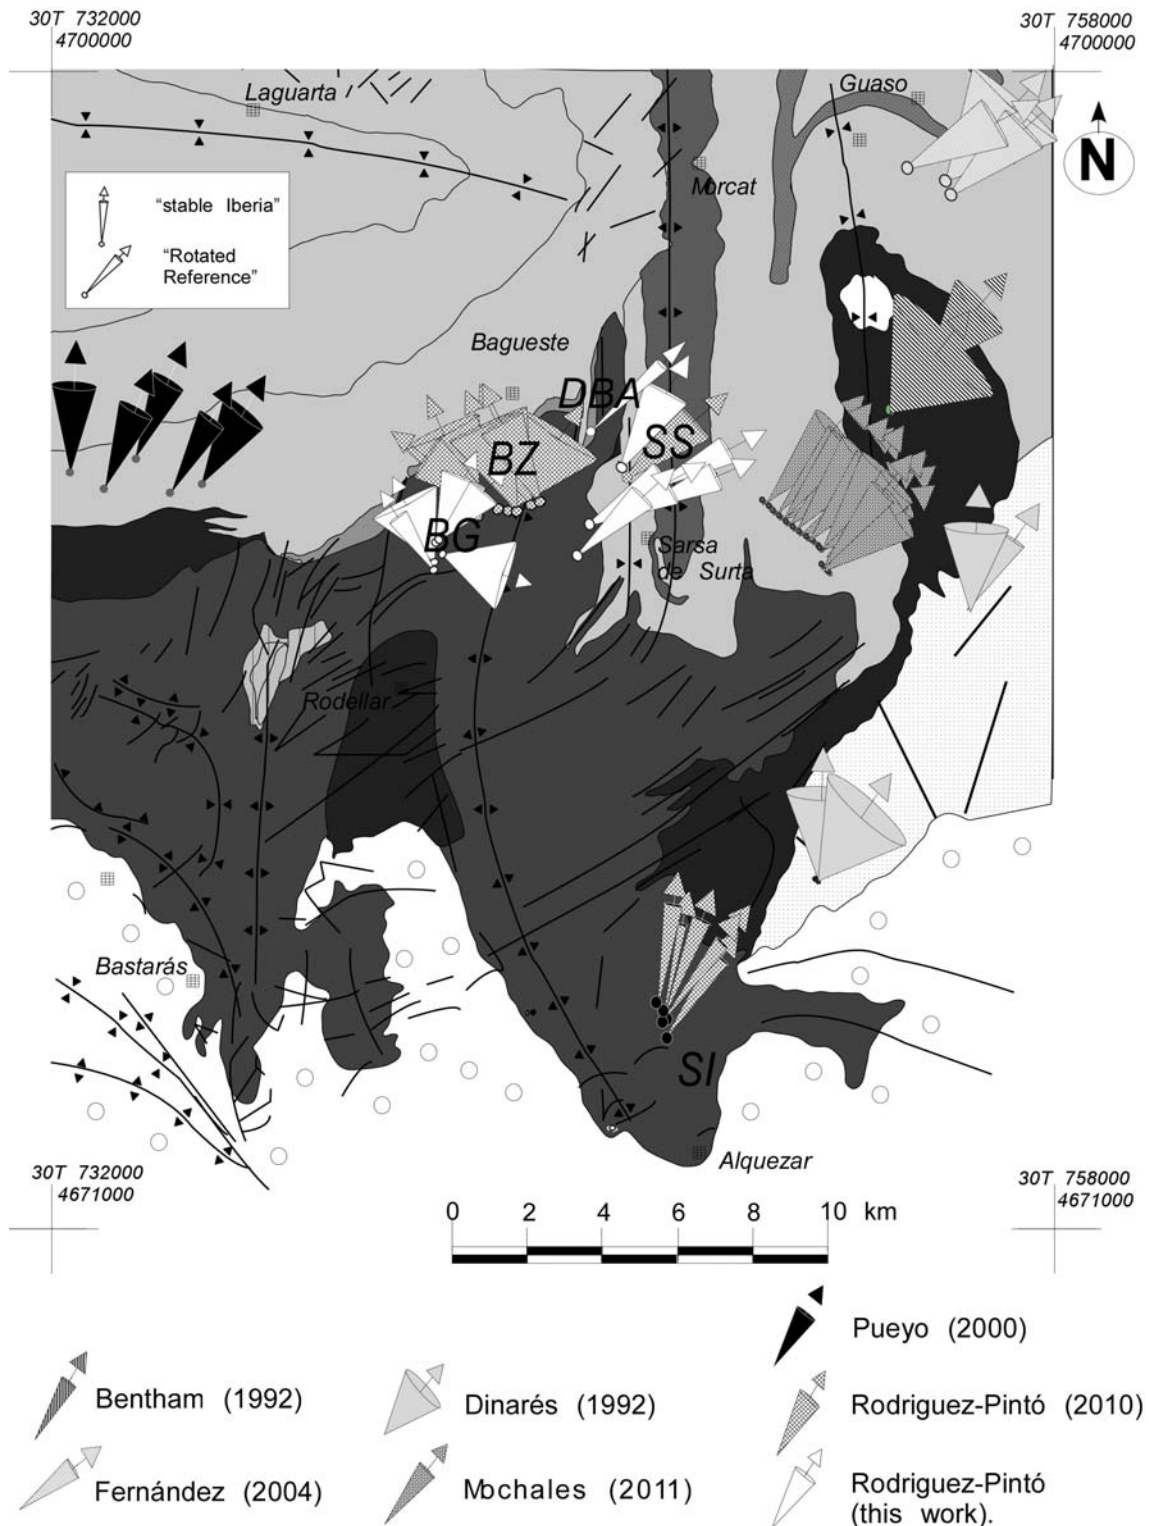 30T 732000
4700000
30T 758000
4700000
Laguarta
Guaso
N
Morcat
"stable Iberia"
"Rotated
Reference"
Bagueste
DBA
SS
BZ
BG
Sarsa
de Surta
Rodellar
Bastarás
SI
Alquezar
30T 732000
4671000
30T 758000
4671000
0 2 4 6 8 10 km
Pueyo (2000)
Bentham (1992)
Dinarés (1992)
Rodriguez-Pintó (2010)
Fernández (2004)
Mochales (2011)
Rodriguez-Pintó
(this work).